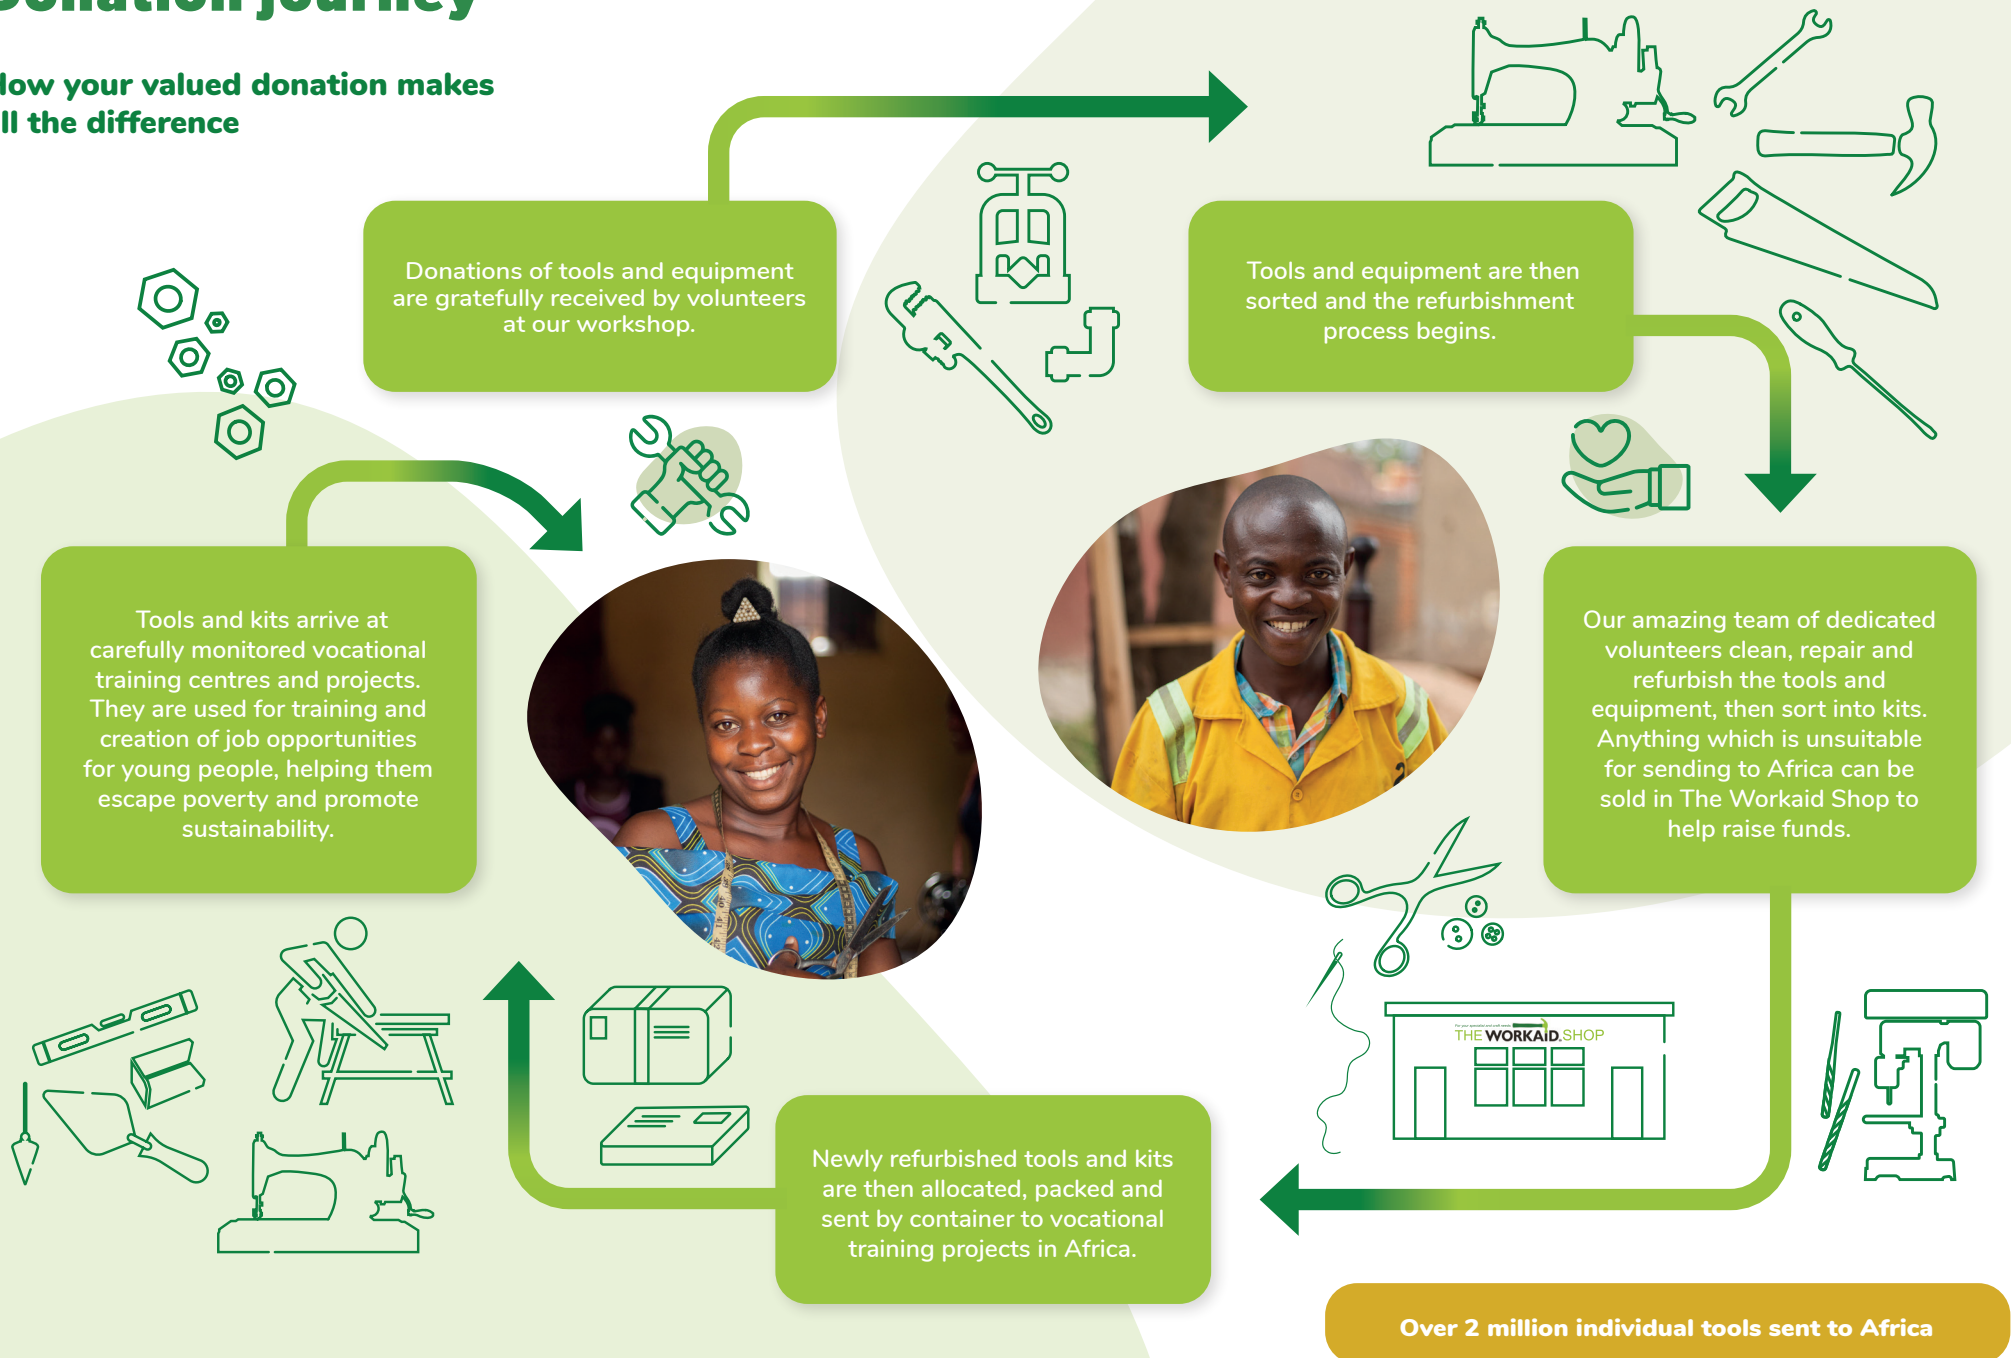 Donation journey
How your valued donation makes
all the difference
Donations of tools and equipment
are gratefully received by volunteers
at our workshop.
Tools and equipment are then
sorted and the refurbishment
process begins.
Our amazing team of dedicated
volunteers clean, repair and
refurbish the tools and
equipment, then sort into kits.
Anything which is unsuitable
for sending to Africa can be
sold in The Workaid Shop to
help raise funds.
THE WORKAID.SHOP
Newly refurbished tools and kits
are then allocated, packed and
sent by container to vocational
training projects in Africa.
Tools and kits arrive at
carefully monitored vocational
training centres and projects.
They are used for training and
creation of job opportunities
for young people, helping them
escape poverty and promote
sustainability.
Over 2 million individual tools sent to Africa